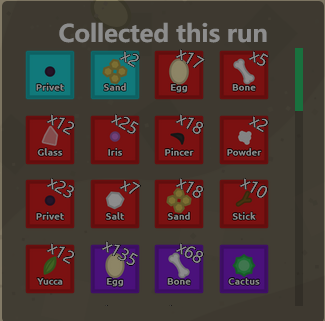 Collected this run
x2 x17 x5
Privet Sand Egg Bone
x12 x25 x18 x2
Glass Iris Pincer Powder
x23 x7 x18 x10
Privet Salt Sand Stick
x12 x135 x68
Yucca Egg Bone Cactus